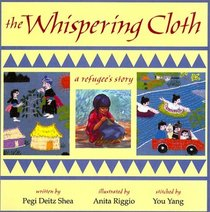 the Whispering Cloth
a refugee's story
written by illustrated by stitched by
Pegi Deitz Shea Anita Riggio You Yang